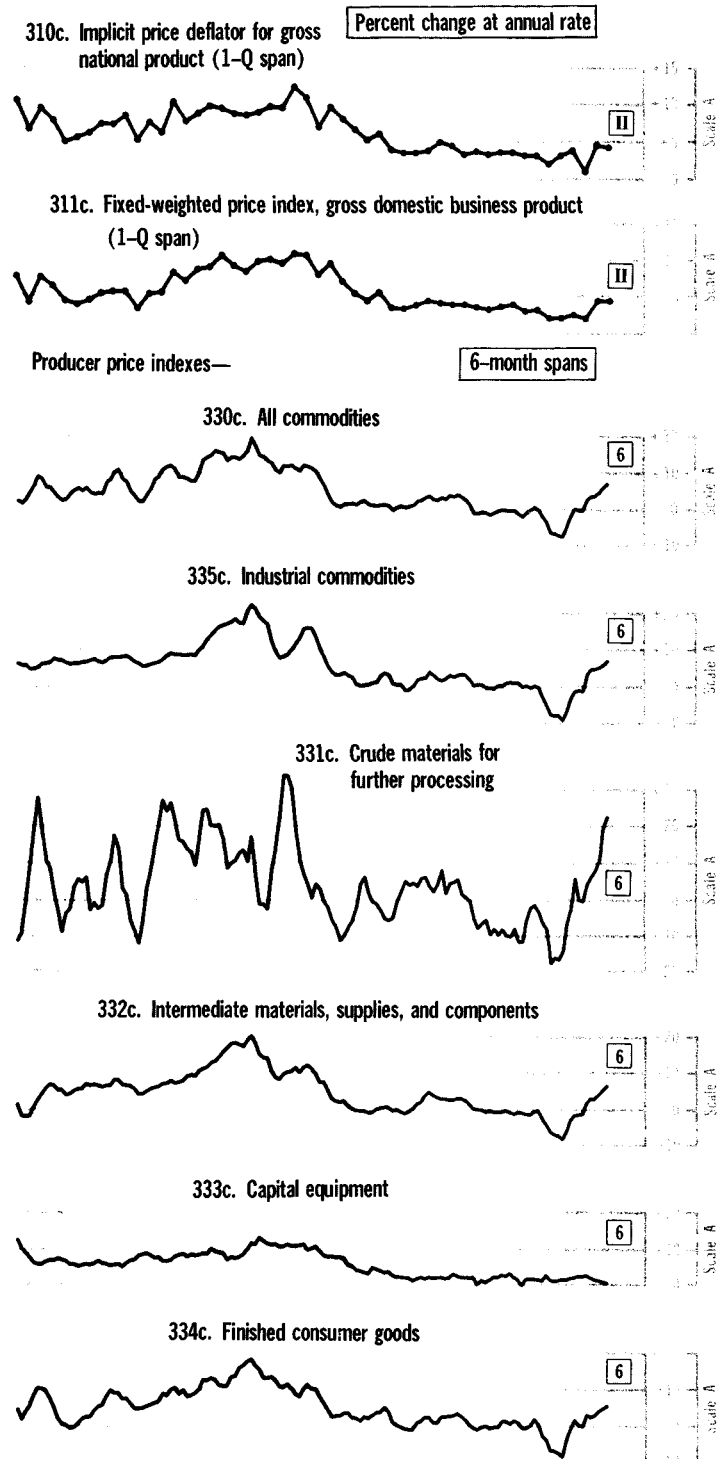 310c. Implicit price deflator for gross
national product (1-Q span)
Percent change at annual rate
+15
+10
II
Scale A
311c. Fixed-weighted price index, gross domestic business product
(1-Q span)
II
Scale A
Producer price indexes—
6-month spans
330c. All commodities
6
Scale A
335c. Industrial commodities
6
Scale A
331c. Crude materials for
further processing
6
Scale A
332c. Intermediate materials, supplies, and components
6
Scale A
333c. Capital equipment
6
Scale A
334c. Finished consumer goods
6
Scale A